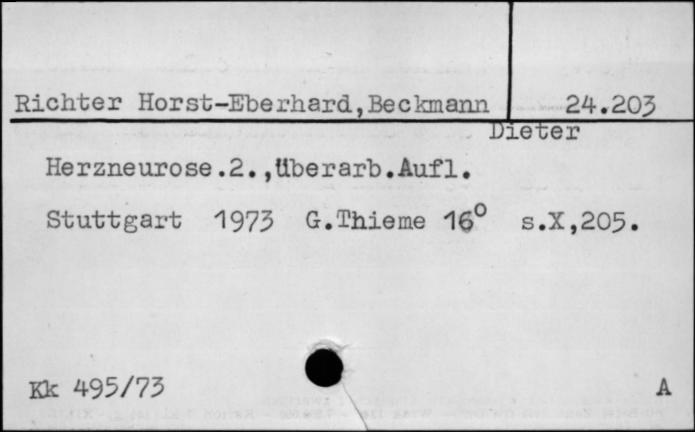 Richter Horst-Eberhard,Beckmann 24.203
Dieter
Herzneurose.2.,überarb.Aufl.
Stuttgart 1973 G.Thieme 16° s.X,205.
Kk 495/73 A